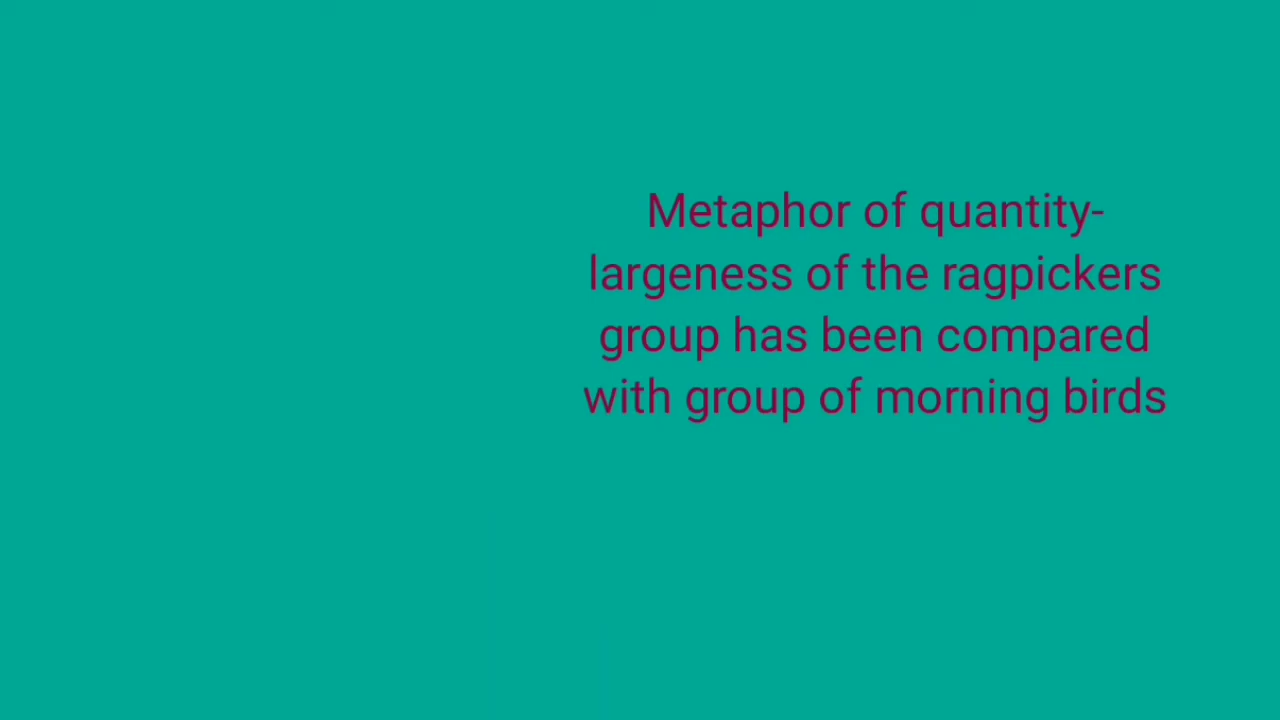 Metaphor of quantity-
largeness of the ragpickers
group has been compared
with group of morning birds